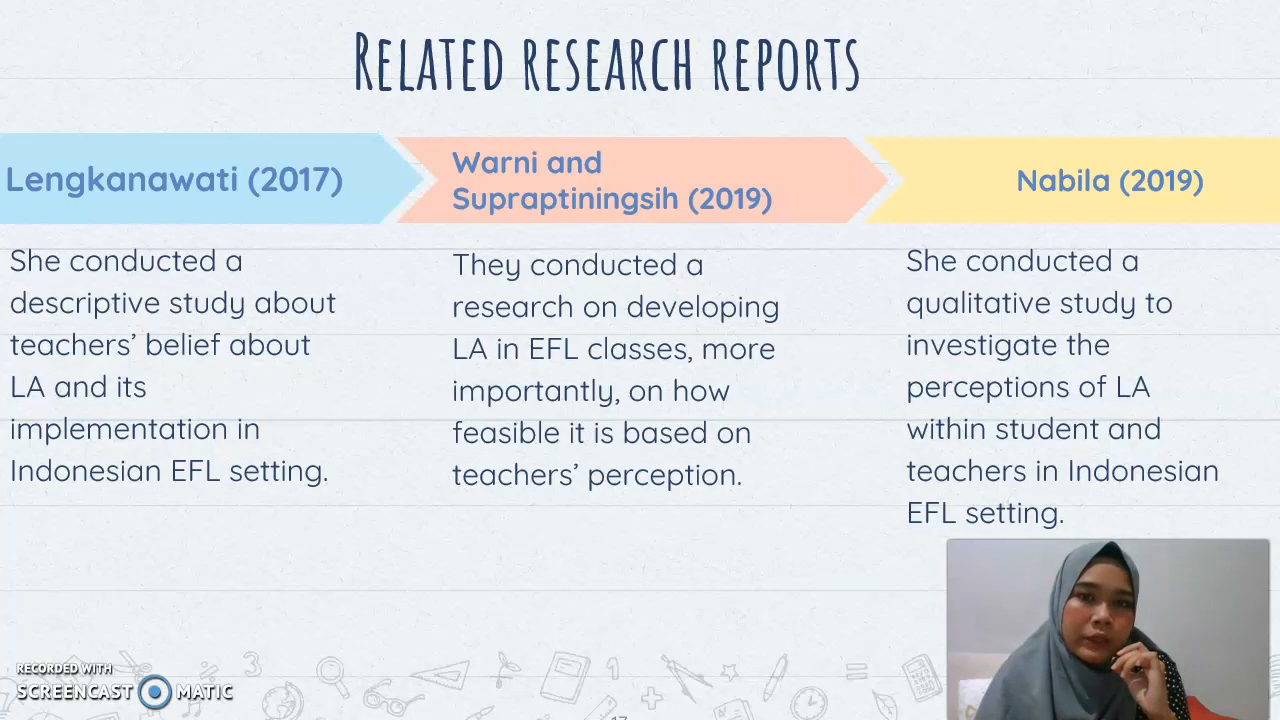 RELATED RESEARCH REPORTS
Lengkanawati (2017)
Warni and
Supraptiningsih (2019)
Nabila (2019)
She conducted a
descriptive study about
teachers’ belief about
LA and its
implementation in
Indonesian EFL setting.
They conducted a
research on developing
LA in EFL classes, more
importantly, on how
feasible it is based on
teachers’ perception.
She conducted a
qualitative study to
investigate the
perceptions of LA
within student and
teachers in Indonesian
EFL setting.
RECORDED WITH
SCREENCAST MATIC